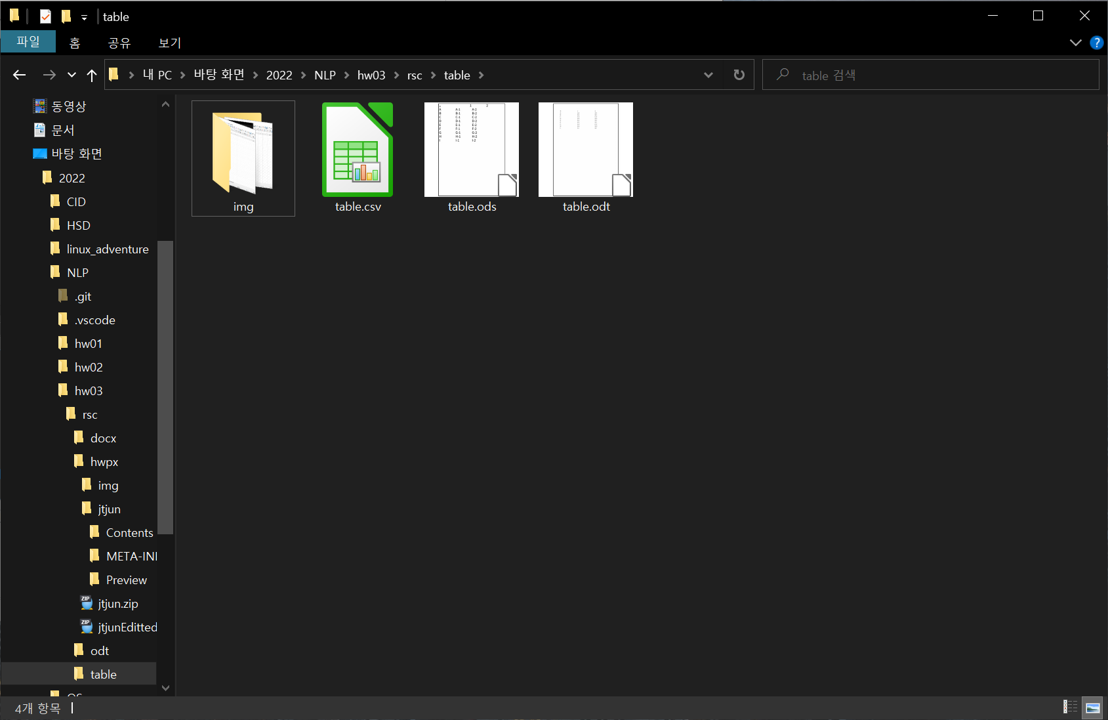 table
파일 홈 공유 보기
내 PC 바탕 화면 2022 NLP hw03 rsc table
table 검색
동영상
문서
바탕 화면
2022
CID
HSD
linux_adventure
NLP
.git
.vscode
hw01
hw02
hw03
rsc
docx
hwpx
img
jtjun
Contents
META-INF
Preview
ZIP jtjun.zip
ZIP jtjunEditted
odt
table
img
table.csv
table.ods
table.odt
4개 항목